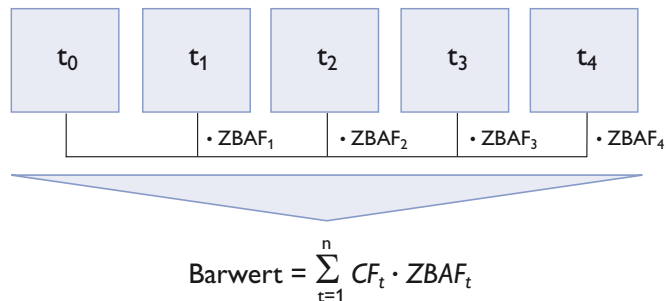 t₀ t₁ t₂ t₃ t₄
· ZBAF₁ · ZBAF₂ · ZBAF₃ · ZBAF₄
n
Barwert = ∑ CFₜ · ZBAFₜ
t=1